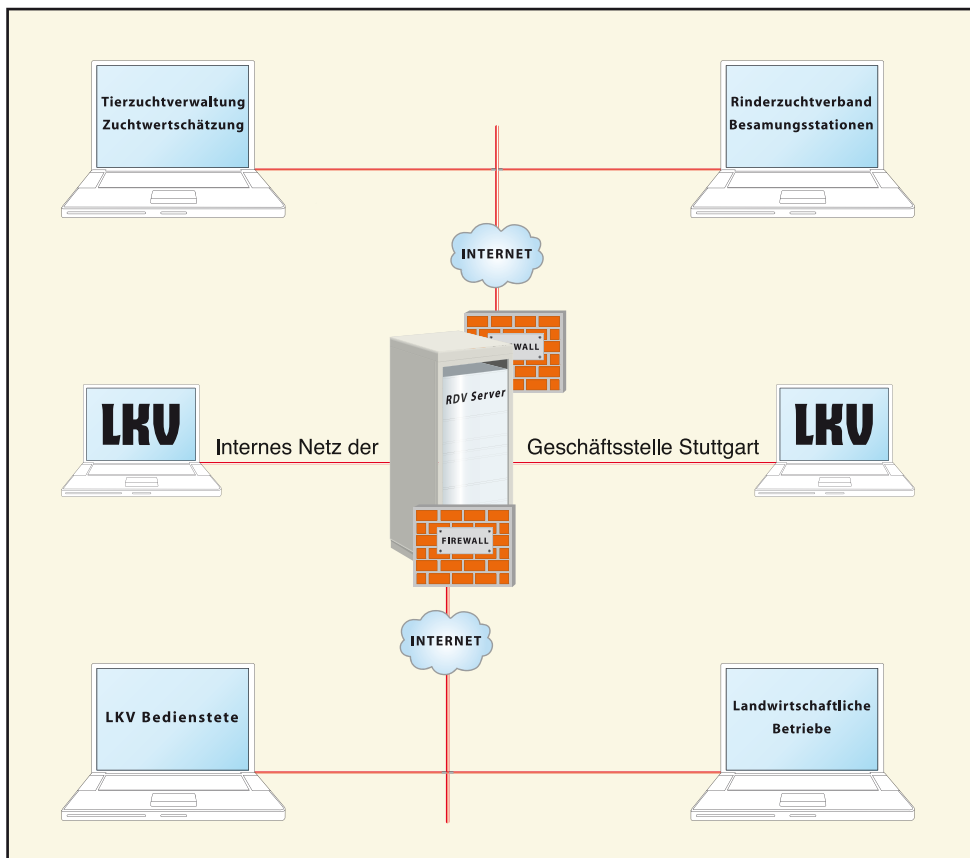 Tierzuchtverwaltung
Zuchtwertschätzung
Rinderzuchtverband
Besamungsstationen
INTERNET
WALL
RDV Server
LKV
Internes Netz der
Geschäftsstelle Stuttgart
LKV
FIREWALL
INTERNET
LKV Bedienstete
Landwirtschaftliche
Betriebe